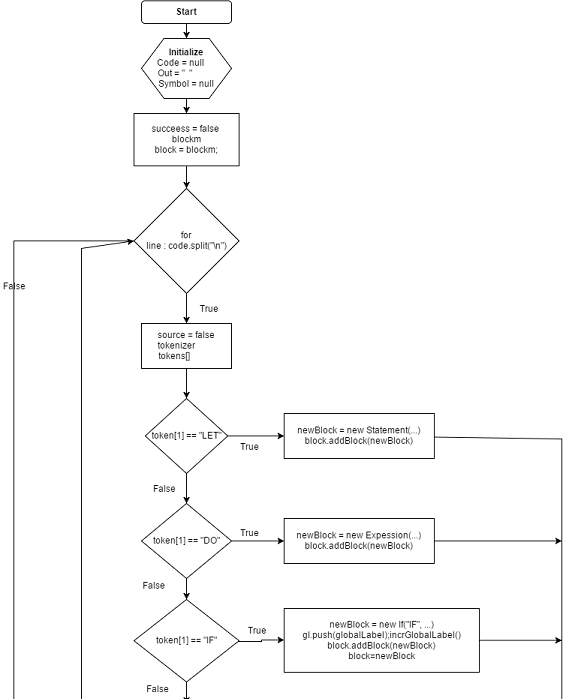 Start
Initialize
Code = null
Out = "  "
Symbol = null
succeess = false
blockm
block = blockm;
for
line : code.split("\n")
False
True
source = false
tokenizer
tokens[]
token[1] == "LET"
True
newBlock = new Statement(...)
block.addBlock(newBlock)
False
token[1] == "DO"
True
newBlock = new Expession(...)
block.addBlock(newBlock)
False
token[1] == "IF"
True
newBlock = new If("IF", ...)
gl.push(globalLabel);incrGlobalLabel()
block.addBlock(newBlock)
block=newBlock
False